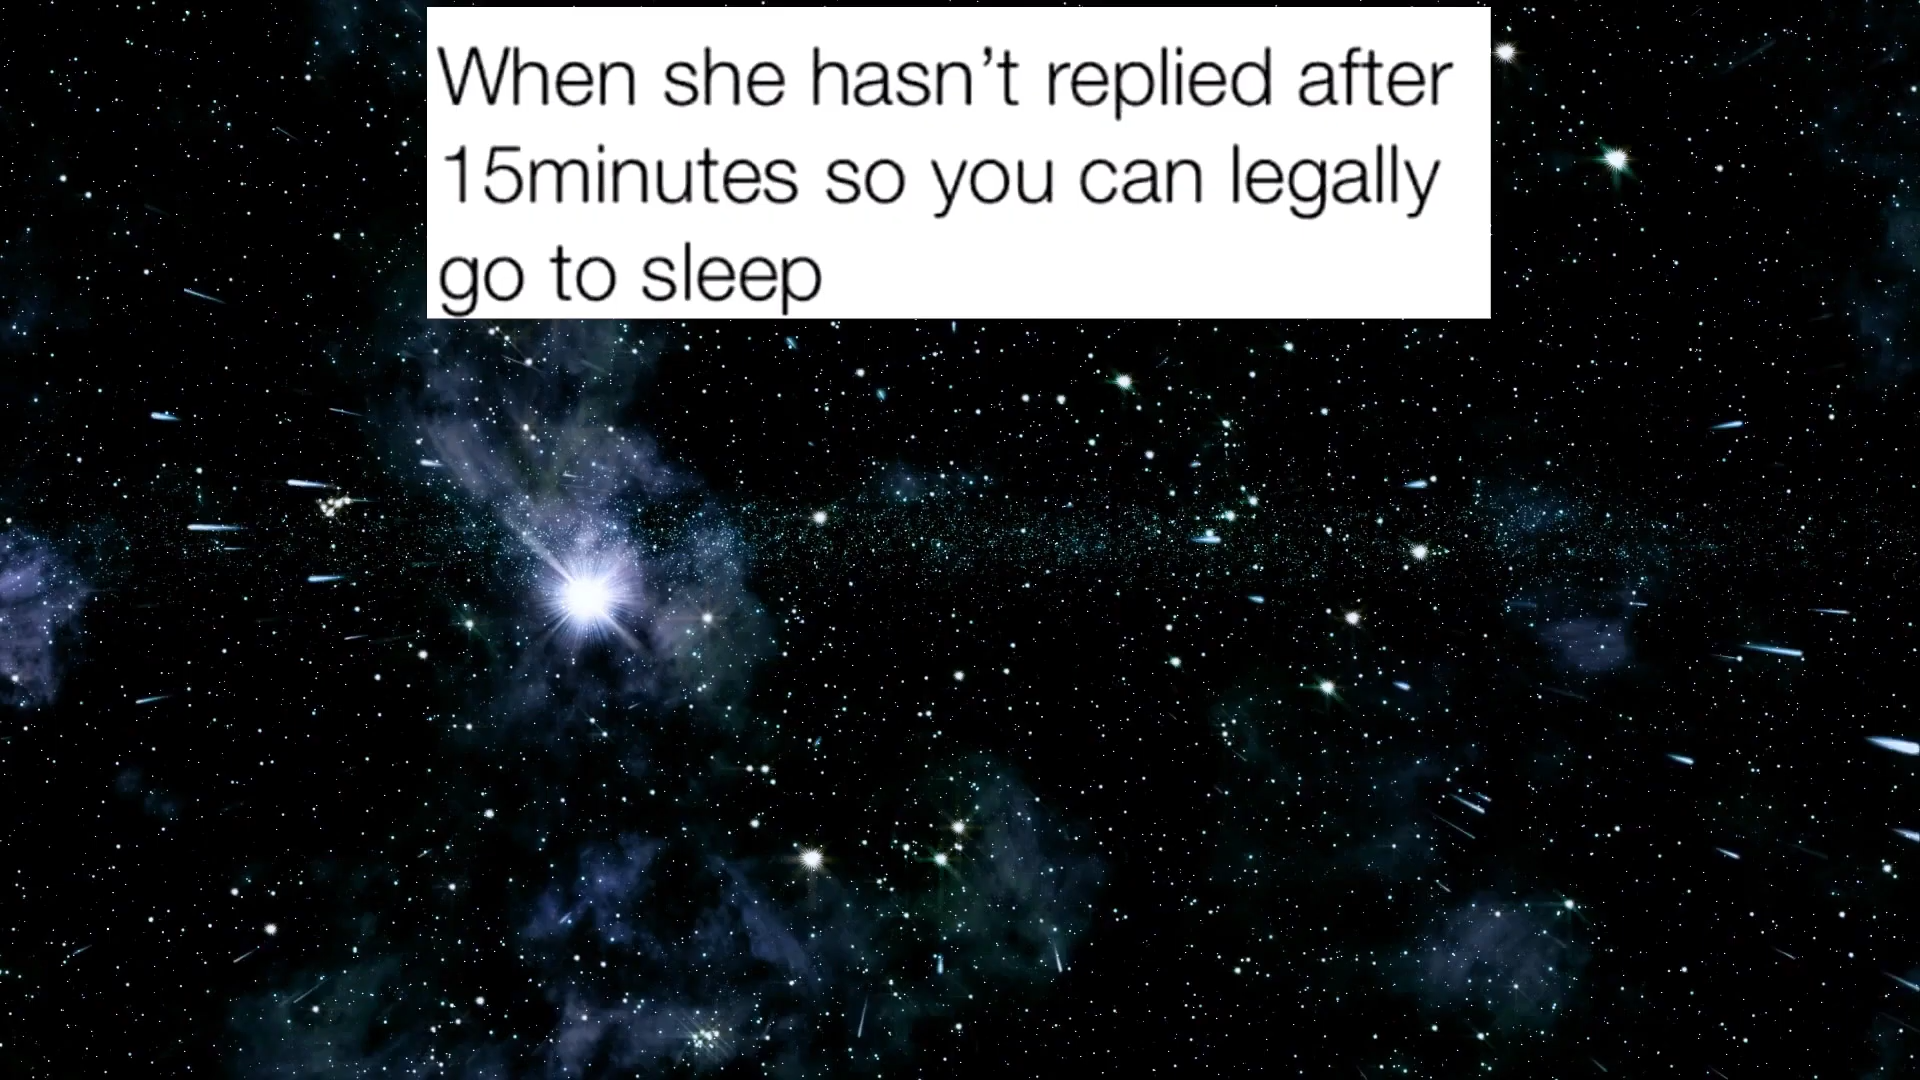 When she hasn’t replied after
15minutes so you can legally
go to sleep